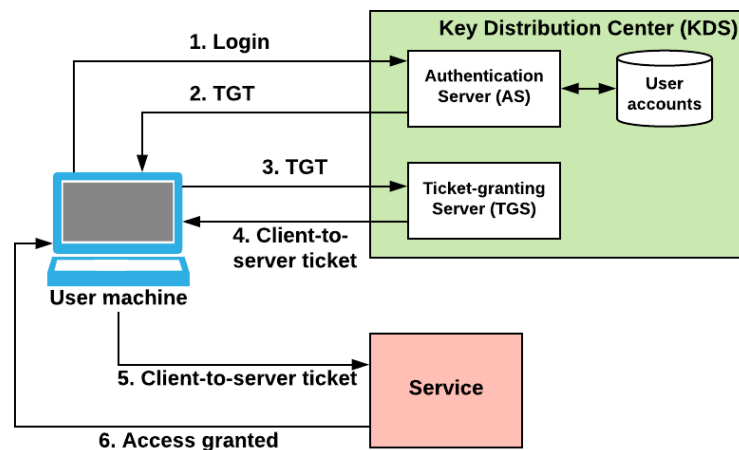 Key Distribution Center (KDS)
1. Login
Authentication
Server (AS)
User
accounts
2. TGT
3. TGT
Ticket-granting
Server (TGS)
4. Client-to-
server ticket
User machine
5. Client-to-server ticket
Service
6. Access granted